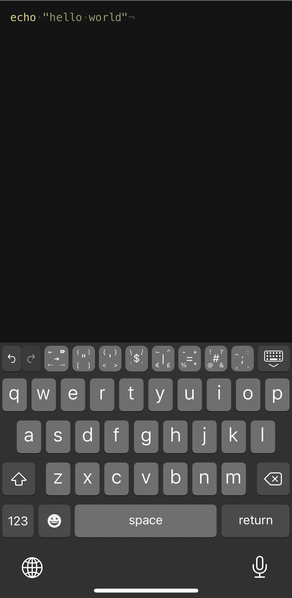 echo "hello world"¬
( " ) ( ' ) \ $ / ^ | ~ - = + ! # ? - ; :
[ ] < > € £ % * @ & , .
q w e r t y u i o p
a s d f g h j k l
z x c v b n m
123 space return